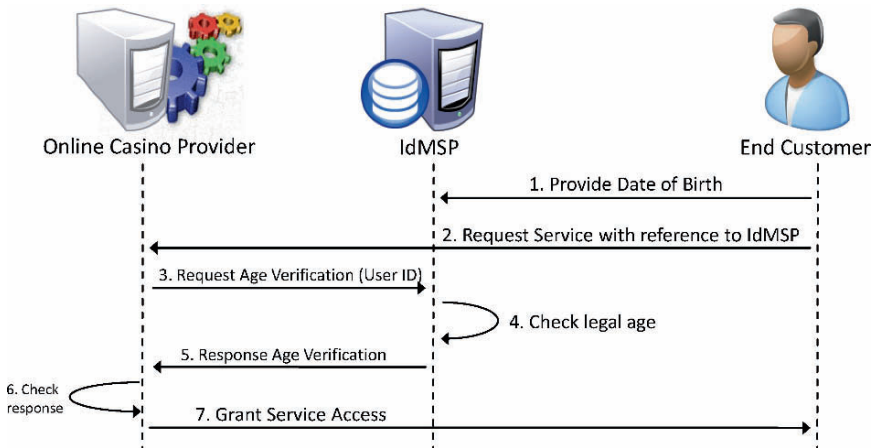 Online Casino Provider
IdMSP
End Customer
1. Provide Date of Birth
2. Request Service with reference to IdMSP
3. Request Age Verification (User ID)
4. Check legal age
5. Response Age Verification
6. Check
response
7. Grant Service Access